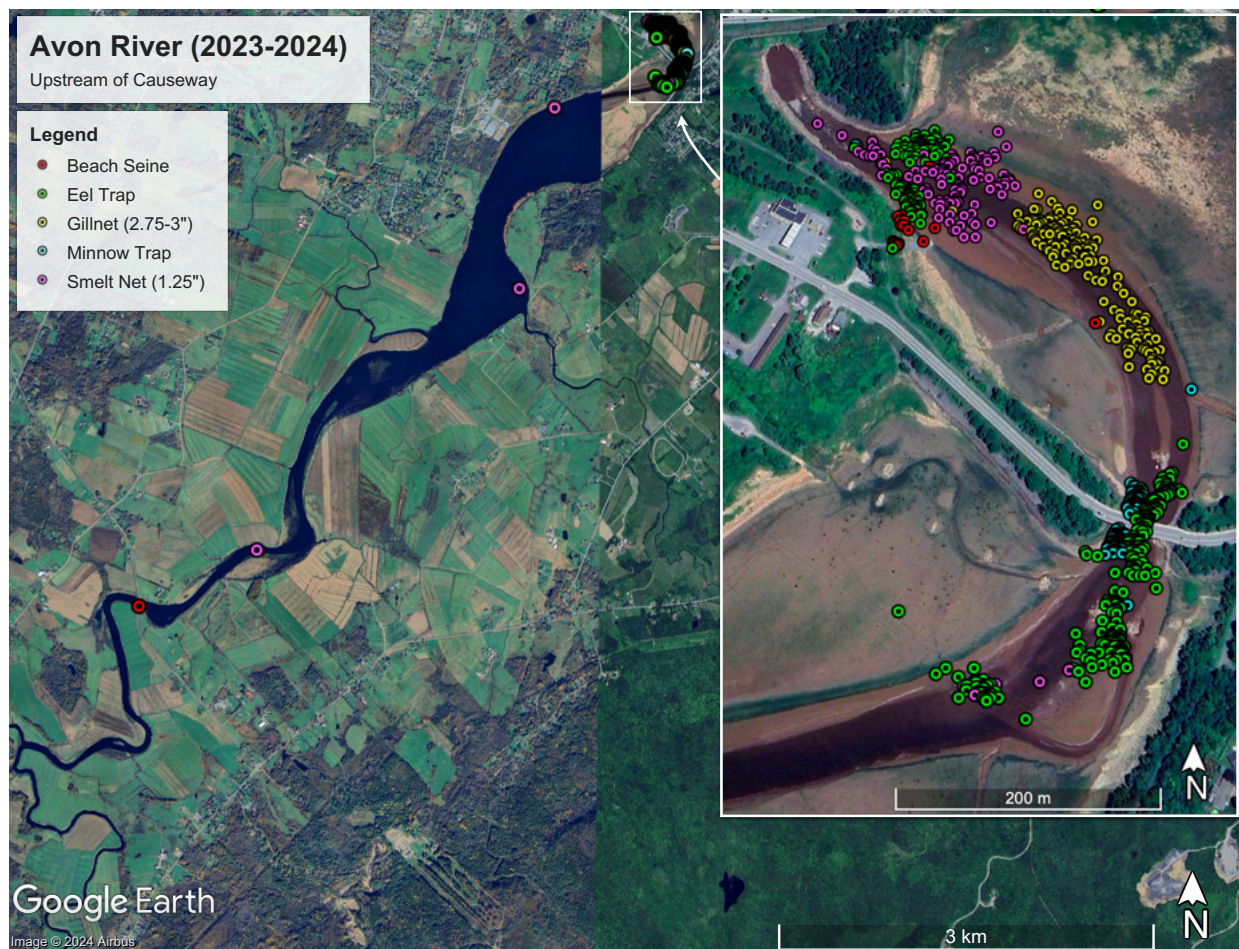 Avon River (2023-2024)
Upstream of Causeway
Legend
Beach Seine
Eel Trap
Gillnet (2.75-3")
Minnow Trap
Smelt Net (1.25")
200 m
N
Google Earth
Image © 2024 Airbus
3 km
N